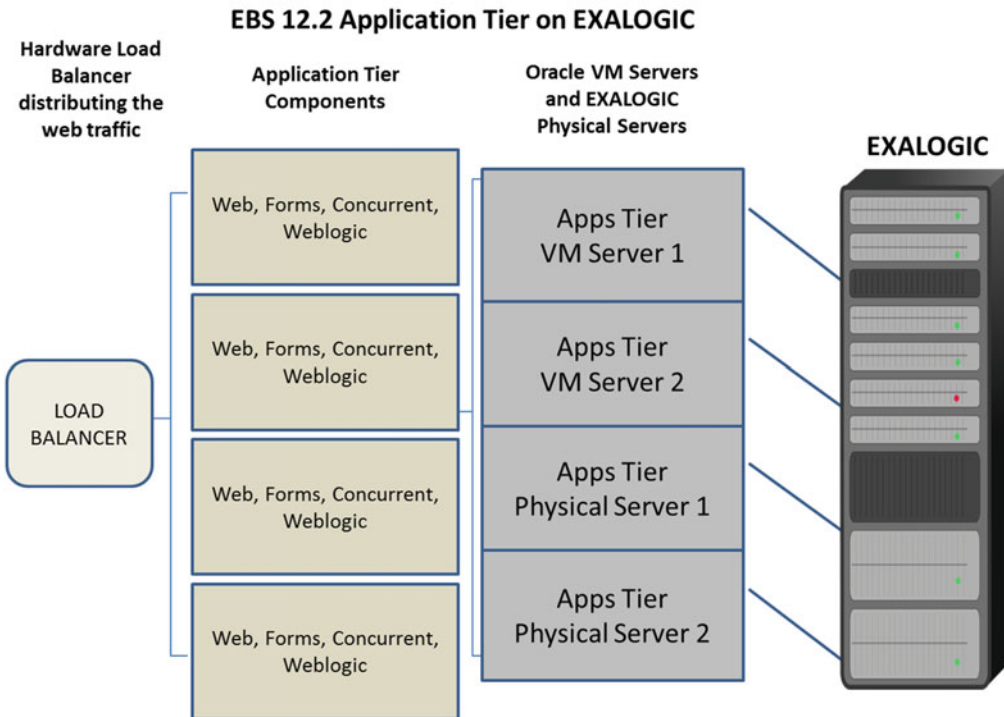 EBS 12.2 Application Tier on EXALOGIC
Hardware Load
Balancer
distributing the
web traffic
Application Tier
Components
Oracle VM Servers
and EXALOGIC
Physical Servers
EXALOGIC
LOAD
BALANCER
Web, Forms, Concurrent,
Weblogic
Web, Forms, Concurrent,
Weblogic
Web, Forms, Concurrent,
Weblogic
Web, Forms, Concurrent,
Weblogic
Apps Tier
VM Server 1
Apps Tier
VM Server 2
Apps Tier
Physical Server 1
Apps Tier
Physical Server 2